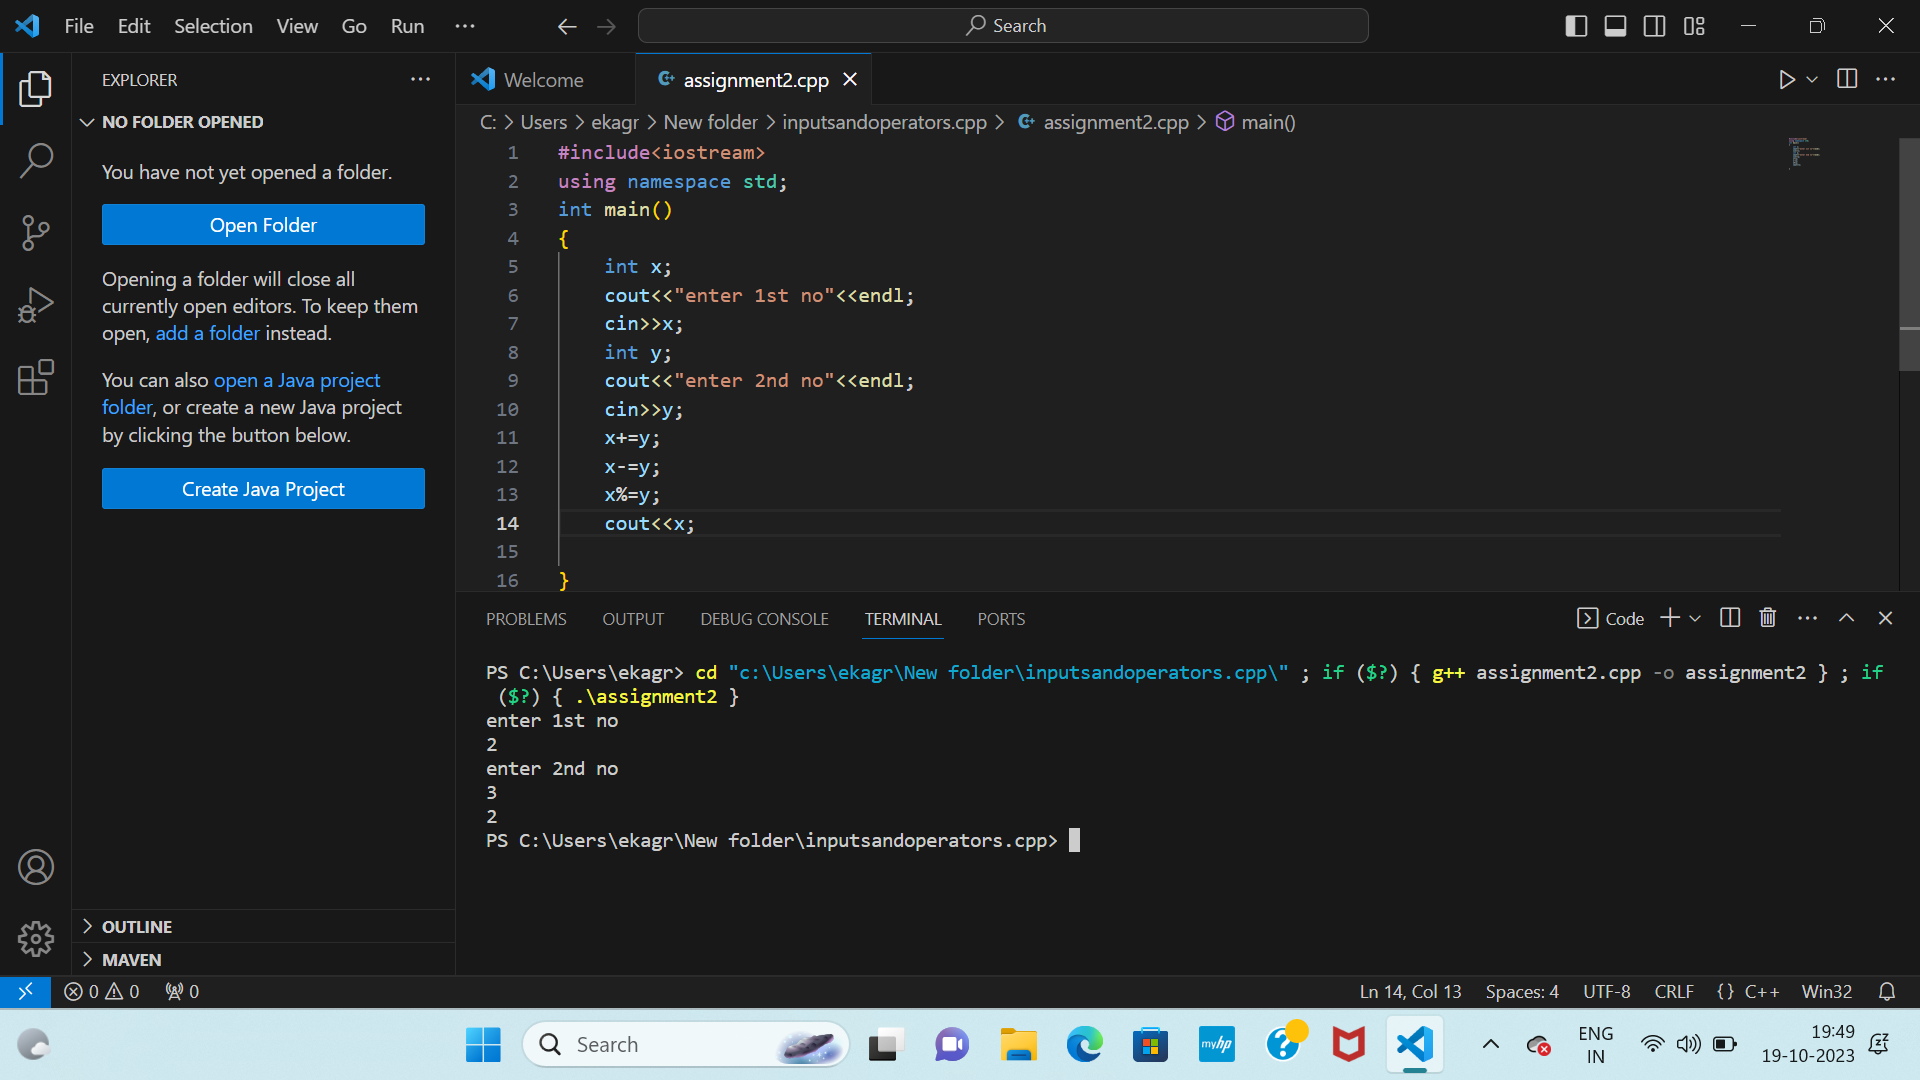 File Edit Selection View Go Run ···
Search
EXPLORER
NO FOLDER OPENED
You have not yet opened a folder.
Open Folder
Opening a folder will close all
currently open editors. To keep them
open, add a folder instead.
You can also open a Java project
folder, or create a new Java project
by clicking the button below.
Create Java Project
OUTLINE
MAVEN
Welcome
assignment2.cpp
C: > Users > ekagr > New folder > inputsandoperators.cpp > assignment2.cpp > main()
1 #include<iostream>
2 using namespace std;
3 int main()
4 {
5 int x;
6 cout<<"enter 1st no"<<endl;
7 cin>>x;
8 int y;
9 cout<<"enter 2nd no"<<endl;
10 cin>>y;
11 x+=y;
12 x-=y;
13 x%=y;
14 cout<<x;
15
16 }
PROBLEMS OUTPUT DEBUG CONSOLE TERMINAL PORTS
Code
PS C:\Users\ekagr> cd "c:\Users\ekagr\New folder\inputsandoperators.cpp\" ; if ($?) { g++ assignment2.cpp -o assignment2 } ; if
($?) { .\assignment2 }
enter 1st no
2
enter 2nd no
3
2
PS C:\Users\ekagr\New folder\inputsandoperators.cpp>
0 0 0
Ln 14, Col 13 Spaces: 4 UTF-8 CRLF {} C++ Win32
Search
myhp
ENG
IN
19:49
19-10-2023